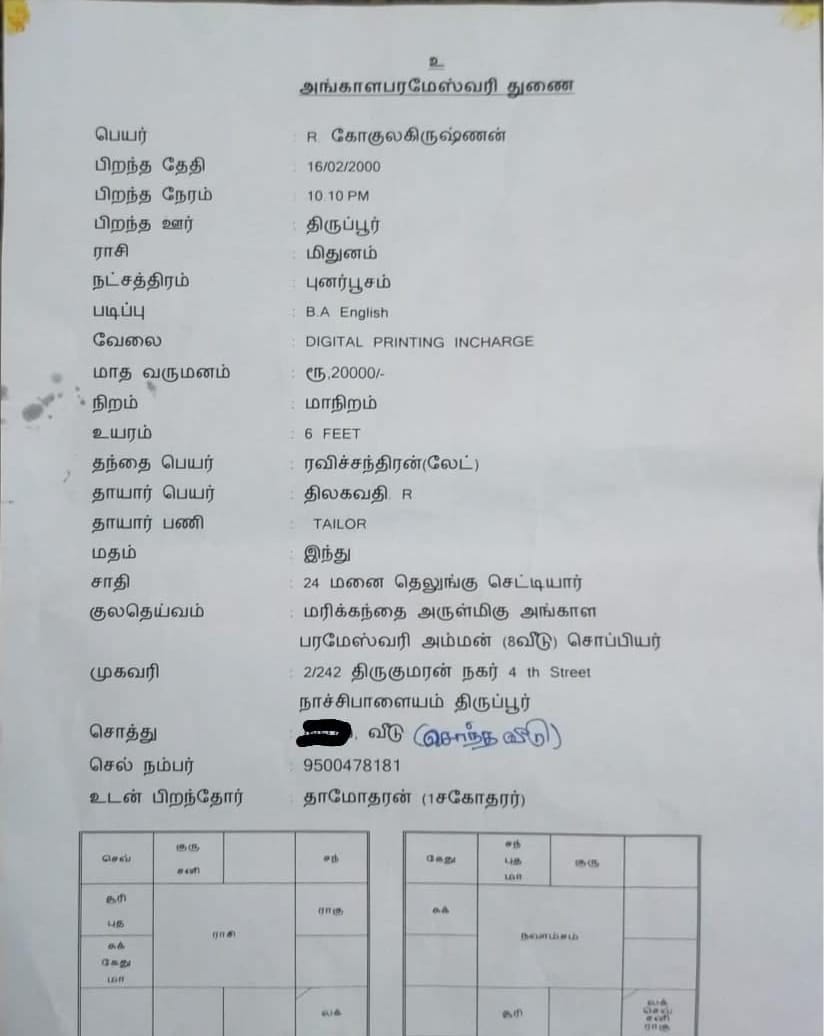 உ
அங்காளபரமேஸ்வரி துணை
பெயர் : R. கோகுலகிருஷ்ணன்
பிறந்த தேதி : 16/02/2000
பிறந்த நேரம் : 10.10 PM
பிறந்த ஊர் : திருப்பூர்
ராசி : மிதுனம்
நட்சத்திரம் : புனர்பூசம்
படிப்பு : B.A English
வேலை : DIGITAL PRINTING INCHARGE
மாத வருமனம் : ரூ.20000/-
நிறம் : மாநிறம்
உயரம் : 6 FEET
தந்தை பெயர் : ரவிச்சந்திரன்(லேட்)
தாயார் பெயர் : திலகவதி. R
தாயார் பணி : TAILOR
மதம் : இந்து
சாதி : 24 மனை தெலுங்கு செட்டியார்
குலதெய்வம் : மரிக்கந்தை அருள்மிகு அங்காள
பரமேஸ்வரி அம்மன் (8வீடு) சொப்பியர்
முகவரி : 2/242 திருகுமரன் நகர் 4 th Street
நாச்சிபாளையம் திருப்பூர்
சொத்து : , வீடு (சொந்த வீடு)
செல் நம்பர் : 9500478181
உடன் பிறந்தோர் : தாமோதரன் (1சகோதரர்)
செவ் குரு சனி சந்
சூரி புத ராகு
ராசி
சுக் கேது மா
லக்
கேது சந் புத மா குரு
சுக்
நவாம்சம்
சூரி லக் செவ் சனி ராகு